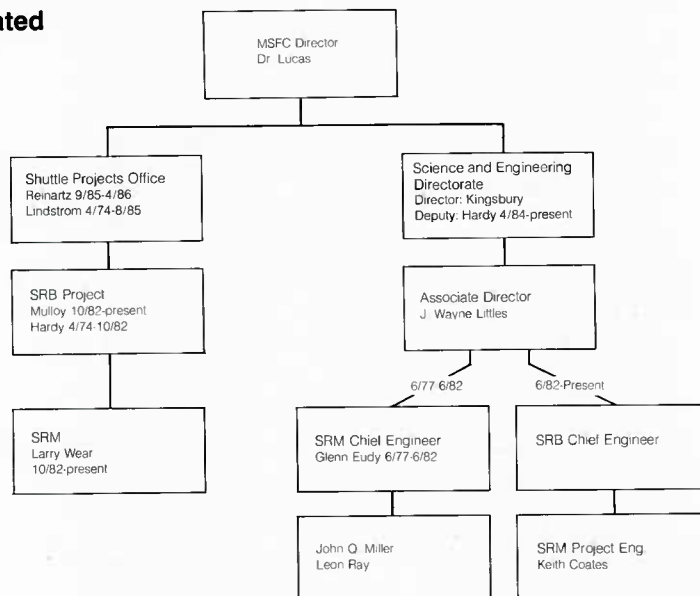 ated
MSFC Director
Dr. Lucas
Shuttle Projects Office
Reinartz 9/85-4/86
Lindstrom 4/74-8/85
Science and Engineering
Directorate
Director: Kingsbury
Deputy: Hardy 4/84-present
SRB Project
Mulloy 10/82-present
Hardy 4/74-10/82
Associate Director
J. Wayne Littles
6/77-6/82
6/82-Present
SRM
Larry Wear
10/82-present
SRM Chief Engineer
Glenn Eudy 6/77-6/82
SRB Chief Engineer
John Q. Miller
Leon Ray
SRM Project Eng.
Keith Coates